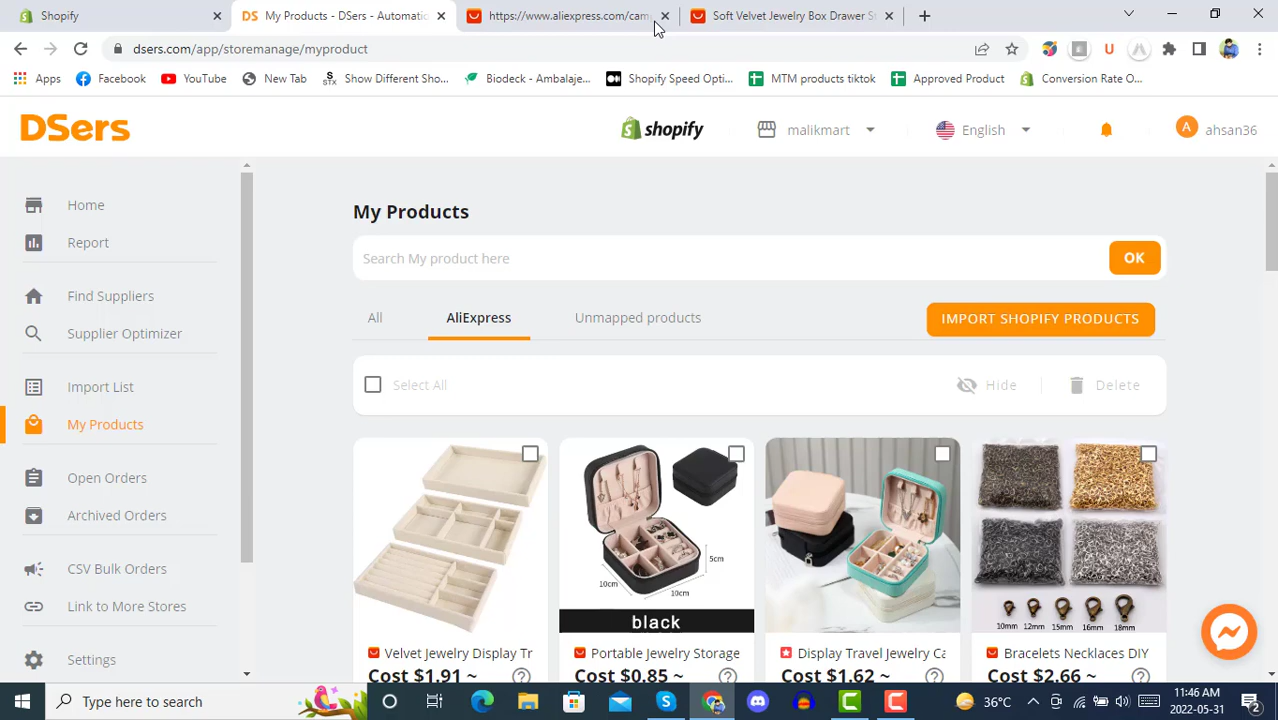 Shopify
DS My Products - DSers - Automatio
https://www.aliexpress.com/cam
Soft Velvet Jewelry Box Drawer St
dsers.com/app/storemanage/myproduct
Apps
Facebook
YouTube
New Tab
STX Show Different Sho...
Biodeck - Ambalaje...
Shopify Speed Opti...
MTM products tiktok
Approved Product
Conversion Rate O...
DSers
shopify
malikmart
English
A ahsan36
Home
Report
Find Suppliers
Supplier Optimizer
Import List
My Products
Open Orders
Archived Orders
CSV Bulk Orders
Link to More Stores
Settings
My Products
Search My product here
OK
All
AliExpress
Unmapped products
IMPORT SHOPIFY PRODUCTS
Select All
Hide
Delete
5cm
10cm
10cm
black
10mm 12mm 15mm 16mm 18mm
Velvet Jewelry Display Tr
Cost $1.91 ~
Portable Jewelry Storage
Cost $0.85 ~
Display Travel Jewelry Ca
Cost $1.62 ~
Bracelets Necklaces DIY
Cost $2.66 ~
Type here to search
36°C
11:46 AM
2022-05-31
2